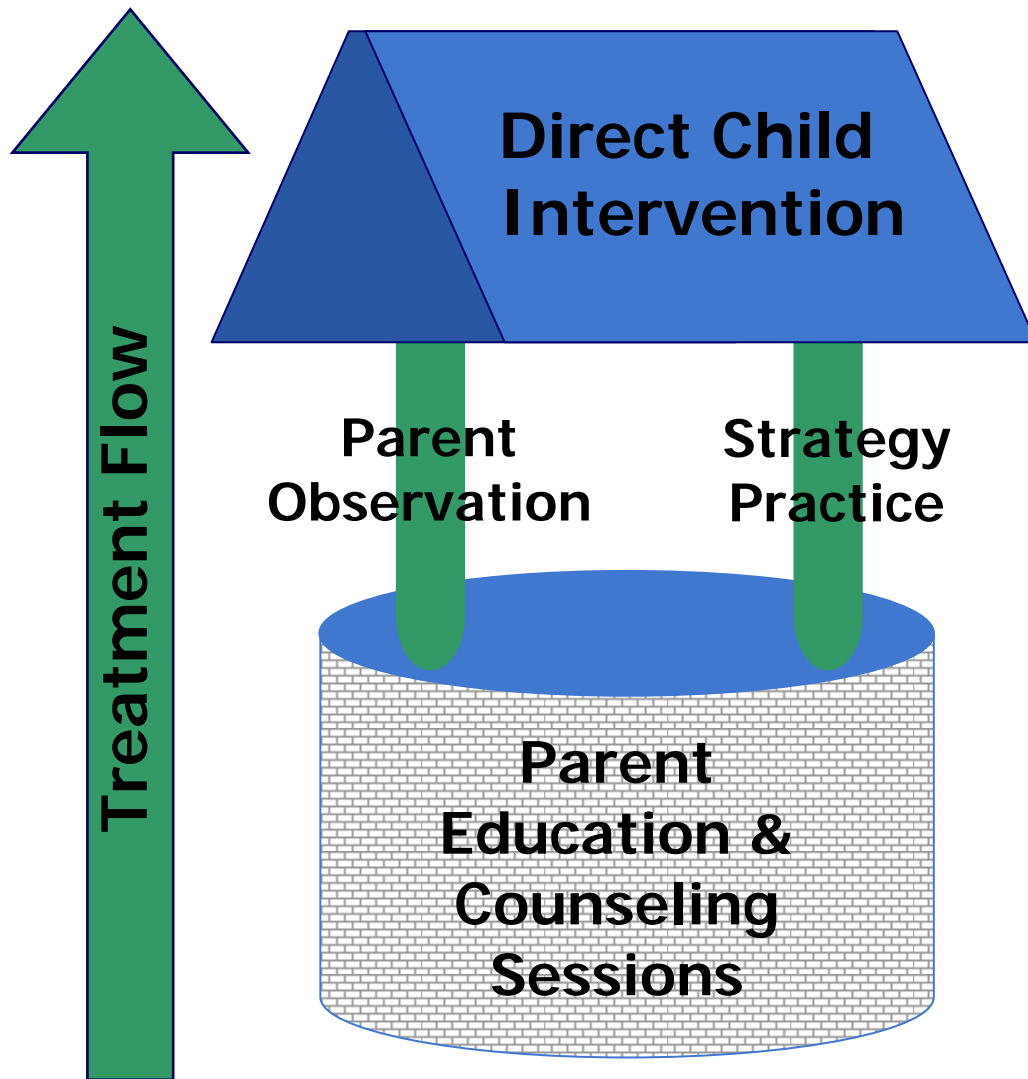 Direct Child
Intervention
Parent
Observation
Strategy
Practice
Treatment Flow
Parent
Education &
Counseling
Sessions